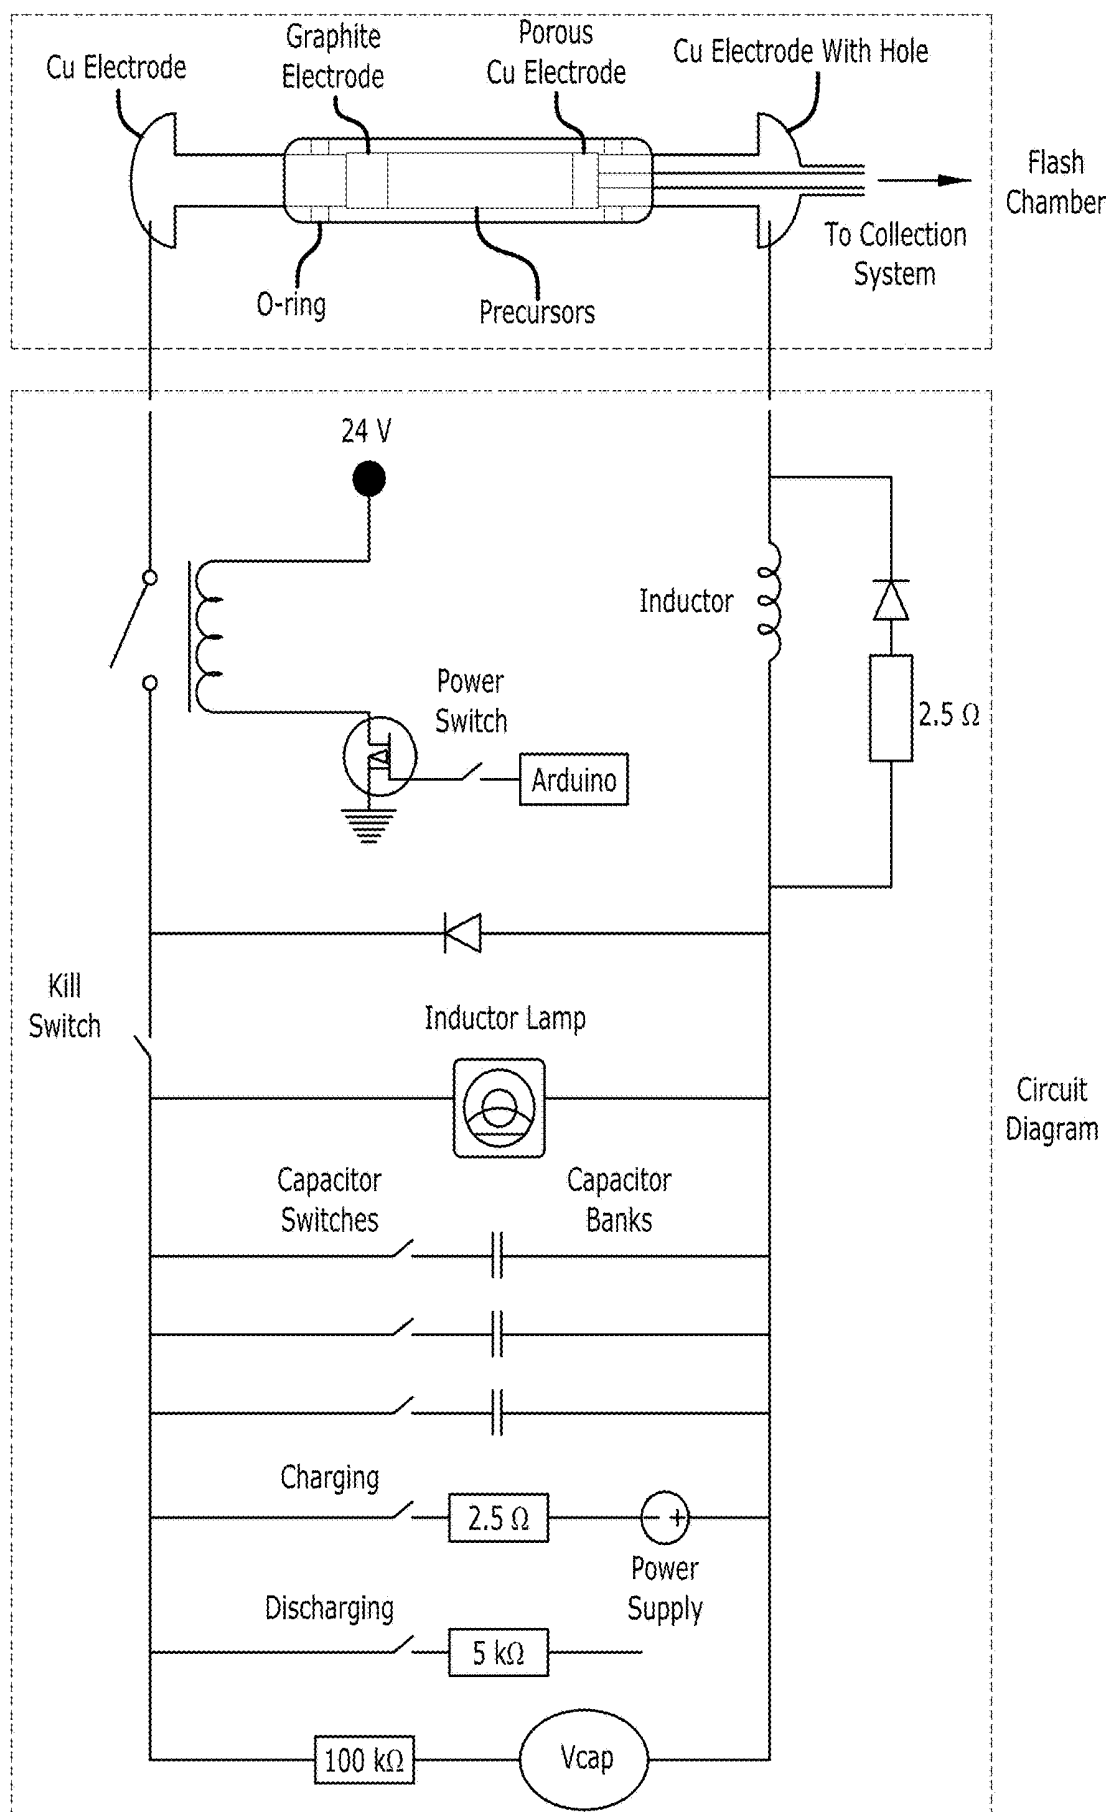 Cu Electrode
Graphite
Electrode
Porous
Cu Electrode
Cu Electrode With Hole
Flash
Chamber
To Collection
System
O-ring
Precursors
24 V
Inductor
Power
Switch
2.5 Ω
Arduino
Kill
Switch
Inductor Lamp
Circuit
Diagram
Capacitor
Switches
Capacitor
Banks
Charging
2.5 Ω
- +
Power
Supply
Discharging
5 kΩ
100 kΩ
Vcap